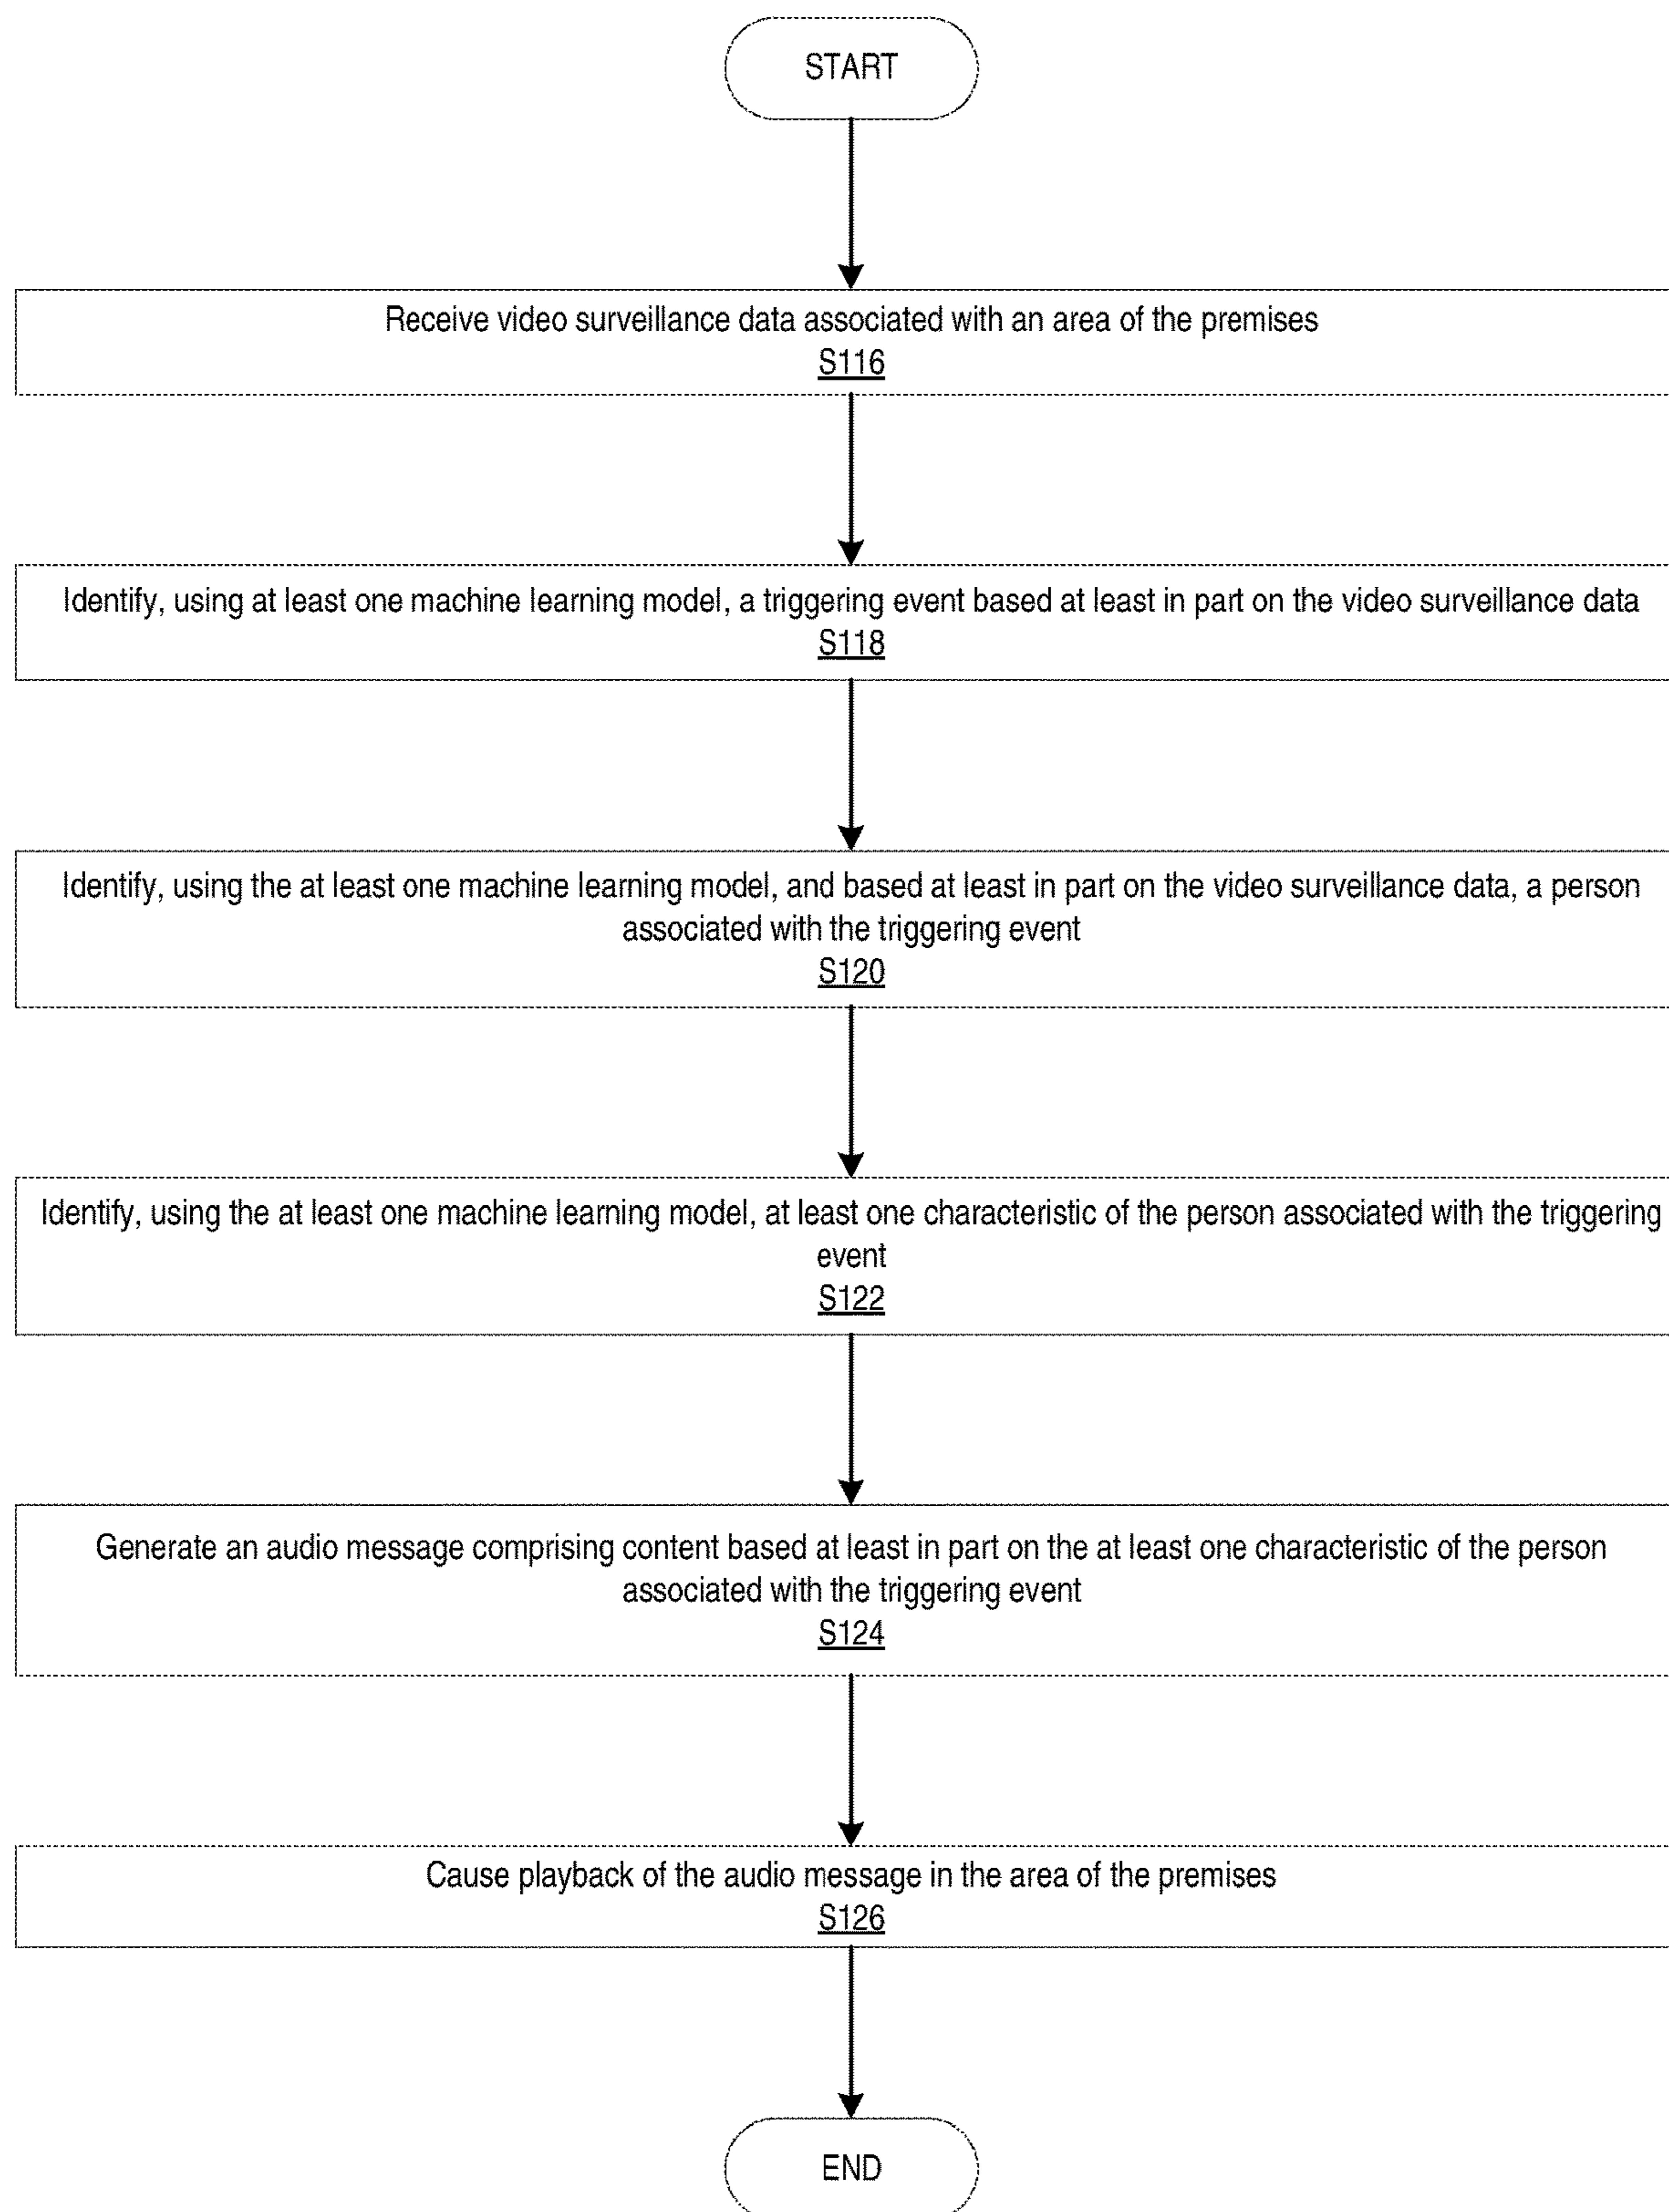 START
Receive video surveillance data associated with an area of the premises
S116
Identify, using at least one machine learning model, a triggering event based at least in part on the video surveillance data
S118
Identify, using the at least one machine learning model, and based at least in part on the video surveillance data, a person
associated with the triggering event
S120
Identify, using the at least one machine learning model, at least one characteristic of the person associated with the triggering
event
S122
Generate an audio message comprising content based at least in part on the at least one characteristic of the person
associated with the triggering event
S124
Cause playback of the audio message in the area of the premises
S126
END